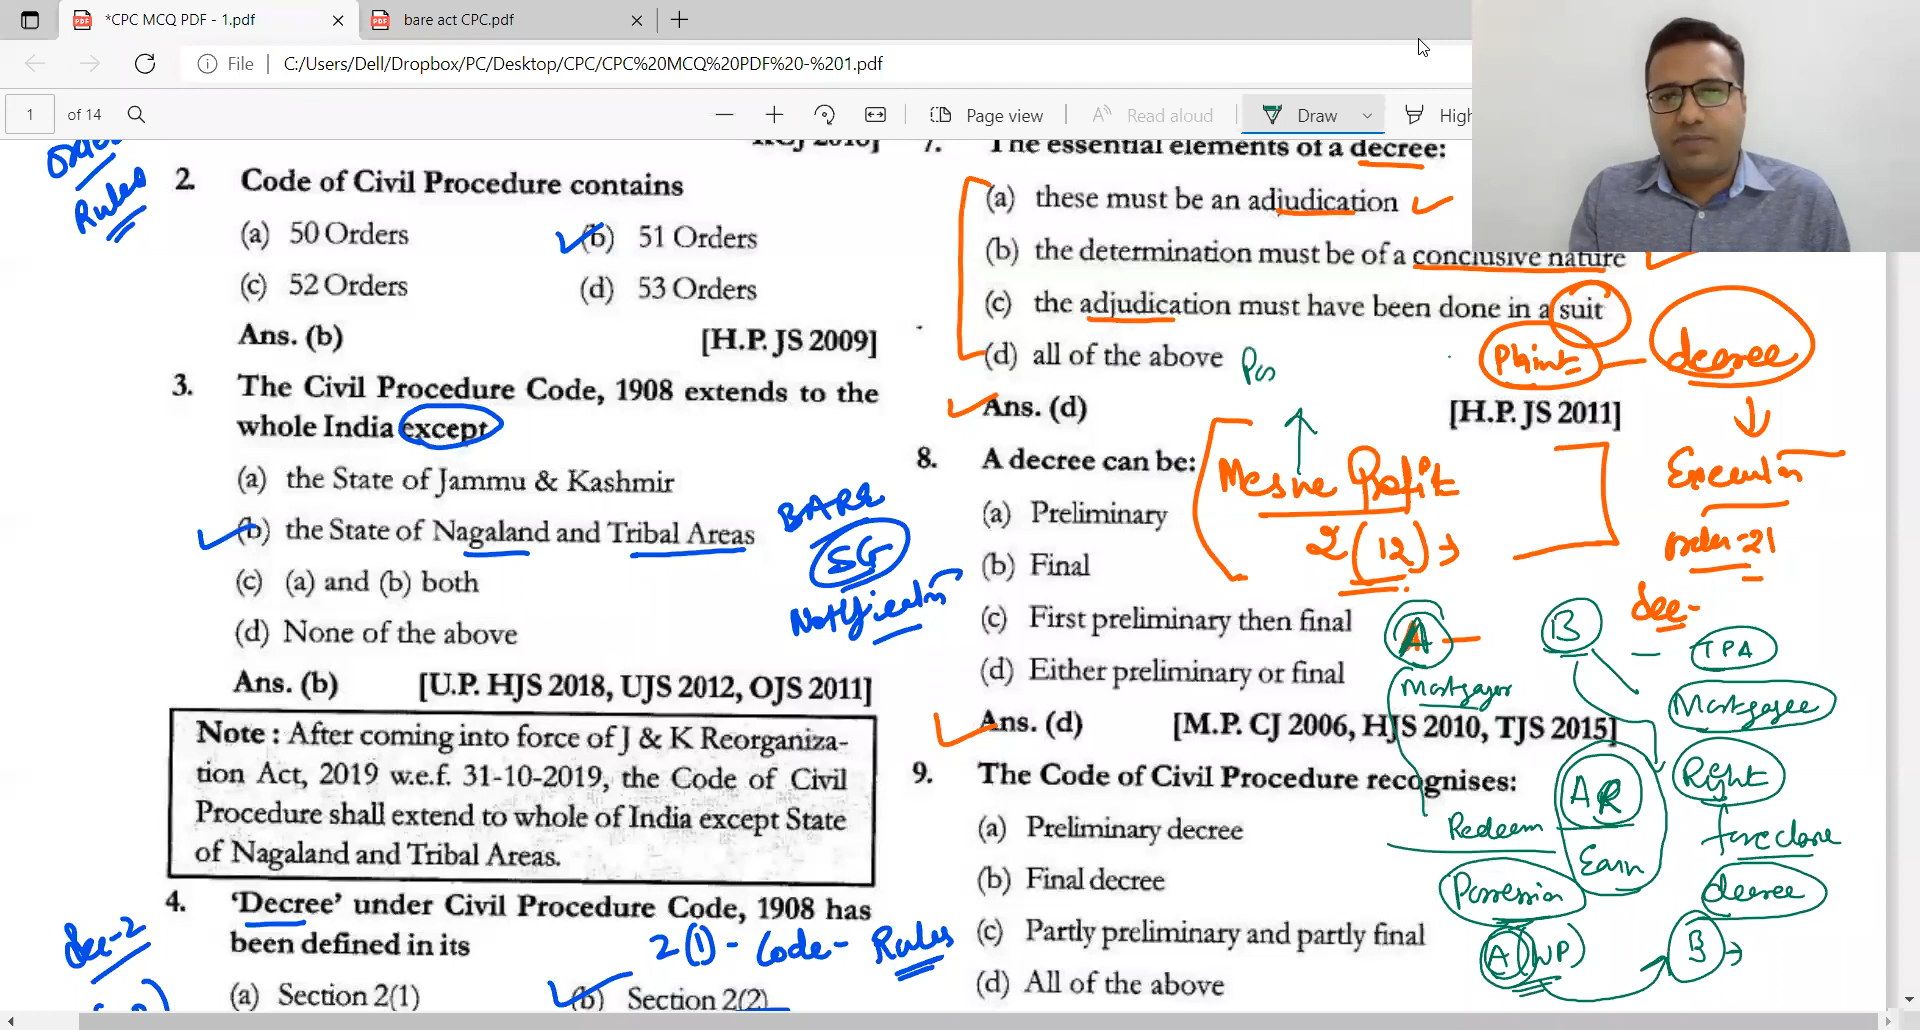 *CPC MCQ PDF - 1.pdf
bare act CPC.pdf
File
C:/Users/Dell/Dropbox/PC/Desktop/CPC/CPC%20MCQ%20PDF%20-%201.pdf
1 of 14
Page view
Read aloud
Draw
High
Rules
2. Code of Civil Procedure contains
(a) 50 Orders (b) 51 Orders
(c) 52 Orders (d) 53 Orders
Ans. (b) [H.P. JS 2009]
3. The Civil Procedure Code, 1908 extends to the
whole India except
(a) the State of Jammu & Kashmir
(b) the State of Nagaland and Tribal Areas
(c) (a) and (b) both
(d) None of the above
Ans. (b) [U.P. HJS 2018, UJS 2012, OJS 2011]
BARE
SG
Notification
Note : After coming into force of J & K Reorganiza-
tion Act, 2019 w.e.f. 31-10-2019, the Code of Civil
Procedure shall extend to whole of India except State
of Nagaland and Tribal Areas.
4. 'Decree' under Civil Procedure Code, 1908 has
been defined in its
Sec-2
2(1) - Code - Rules
(a) Section 2(1) (b) Section 2(2)
7. The essential elements of a decree:
(a) these must be an adjudication
(b) the determination must be of a conclusive nature
(c) the adjudication must have been done in a suit
(d) all of the above
Ans. (d) [H.P. JS 2011]
Plaint - decree
Execution
order-21
Mesne Profit
2(12)
8. A decree can be:
(a) Preliminary
(b) Final
(c) First preliminary then final
(d) Either preliminary or final
Ans. (d) [M.P. CJ 2006, HJS 2010, TJS 2015]
A - B - TPA
Mortgagor
Mortgagee
Right
foreclose
decree
AR
Earn
Redeem
Possession
A (WP)
B
9. The Code of Civil Procedure recognises:
(a) Preliminary decree
(b) Final decree
(c) Partly preliminary and partly final
(d) All of the above